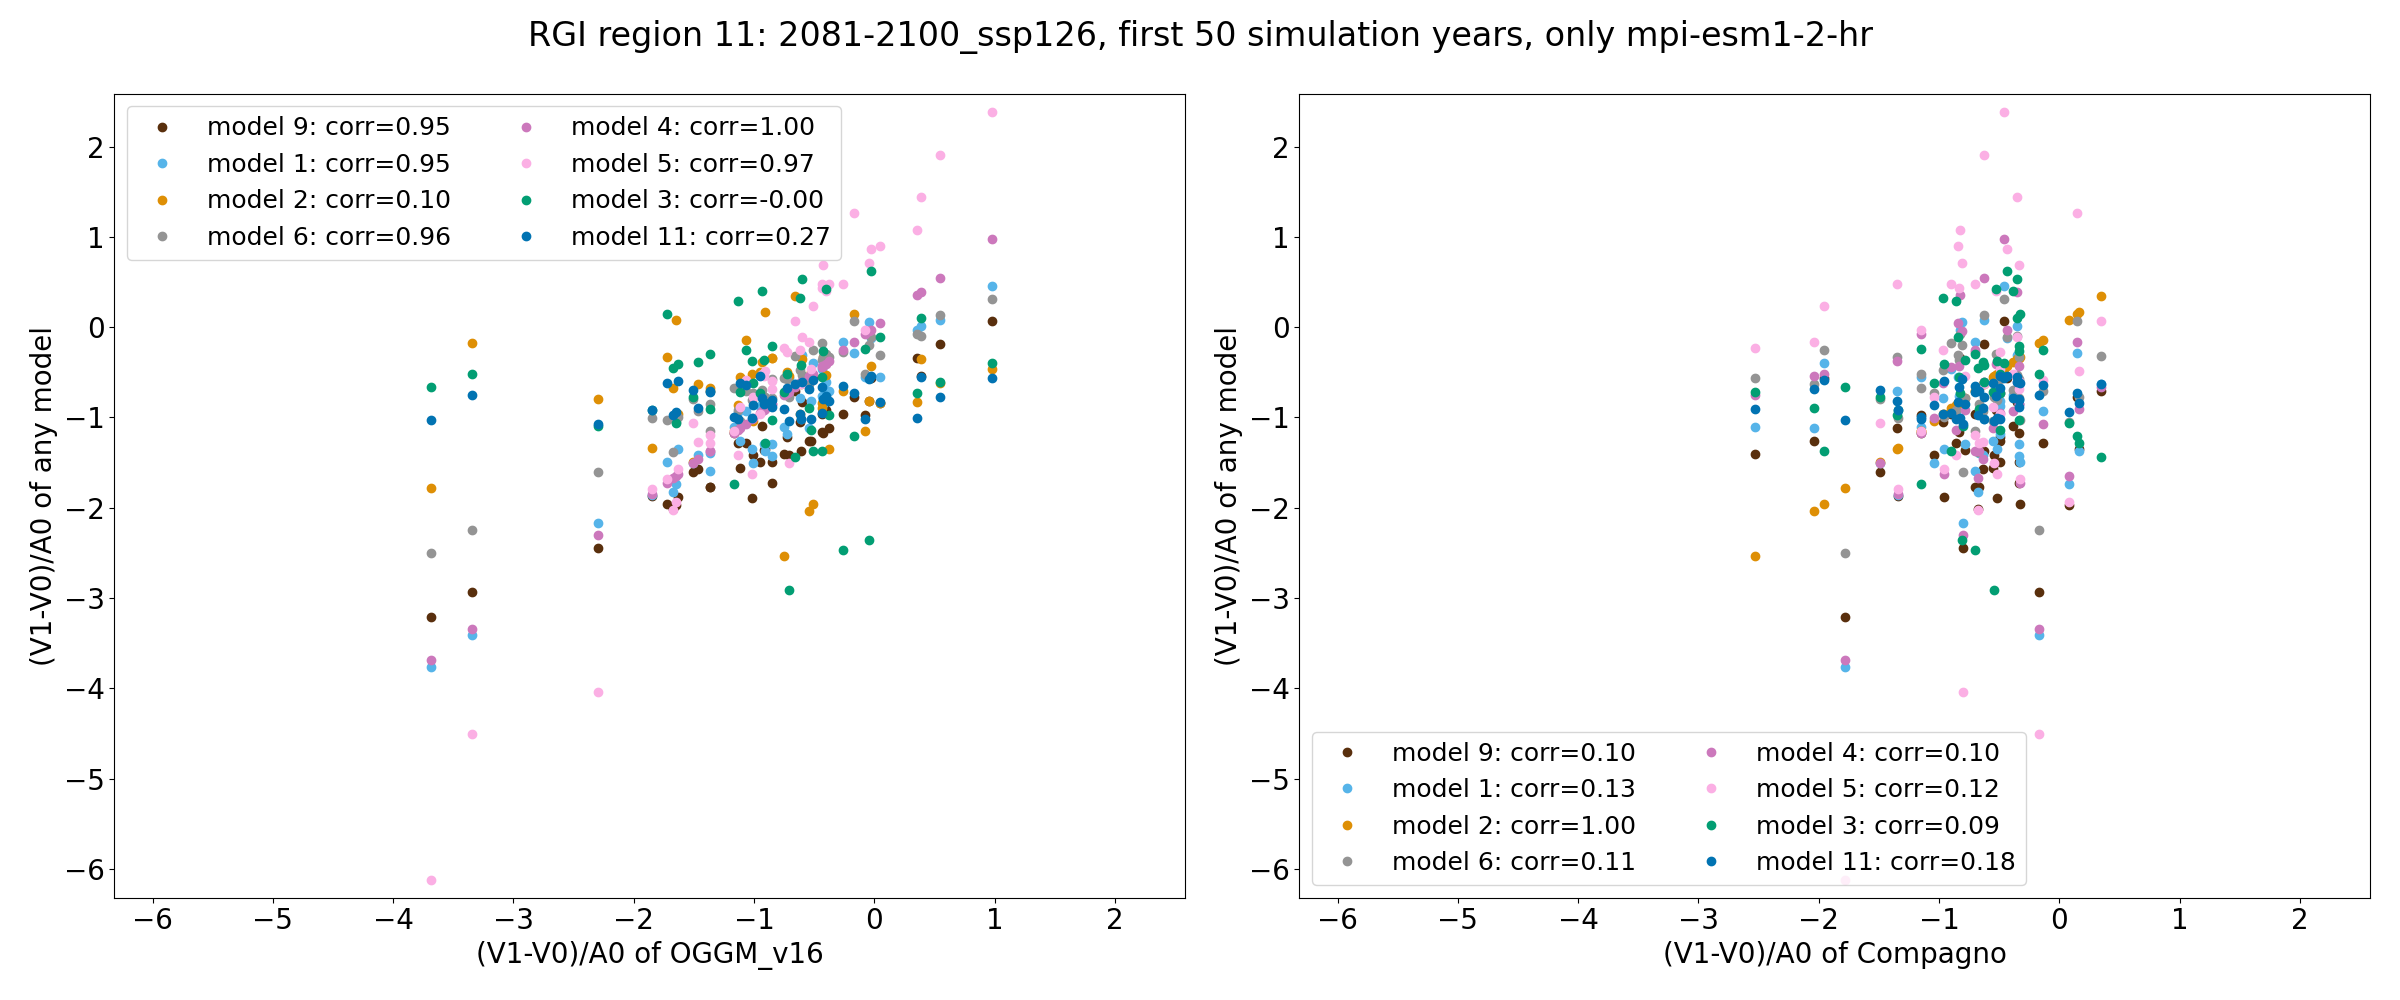 RGI region 11: 2081-2100_ssp126, first 50 simulation years, only mpi-esm1-2-hr
(V1-V0)/A0 of any model
2
1
0
−1
−2
−3
−4
−5
−6
model 9: corr=0.95
model 1: corr=0.95
model 2: corr=0.10
model 6: corr=0.96
model 4: corr=1.00
model 5: corr=0.97
model 3: corr=-0.00
model 11: corr=0.27
−6 −5 −4 −3 −2 −1 0 1 2
(V1-V0)/A0 of OGGM_v16
(V1-V0)/A0 of any model
2
1
0
−1
−2
−3
−4
−5
−6
model 9: corr=0.10
model 1: corr=0.13
model 2: corr=1.00
model 6: corr=0.11
model 4: corr=0.10
model 5: corr=0.12
model 3: corr=0.09
model 11: corr=0.18
−6 −5 −4 −3 −2 −1 0 1 2
(V1-V0)/A0 of Compagno